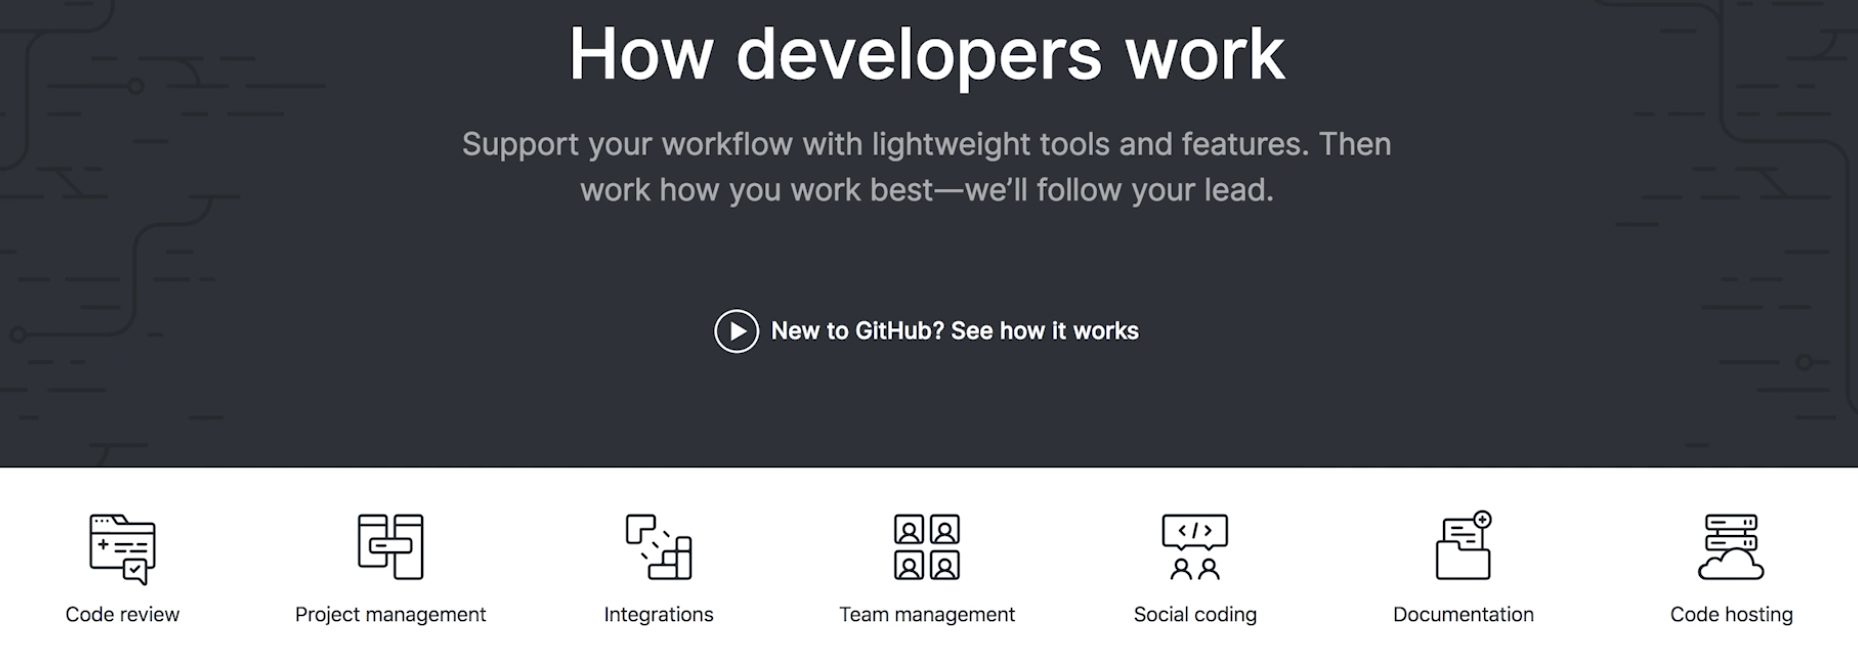 How developers work
Support your workflow with lightweight tools and features. Then
work how you work best—we’ll follow your lead.
New to GitHub? See how it works
Code review
Project management
Integrations
Team management
Social coding
Documentation
Code hosting